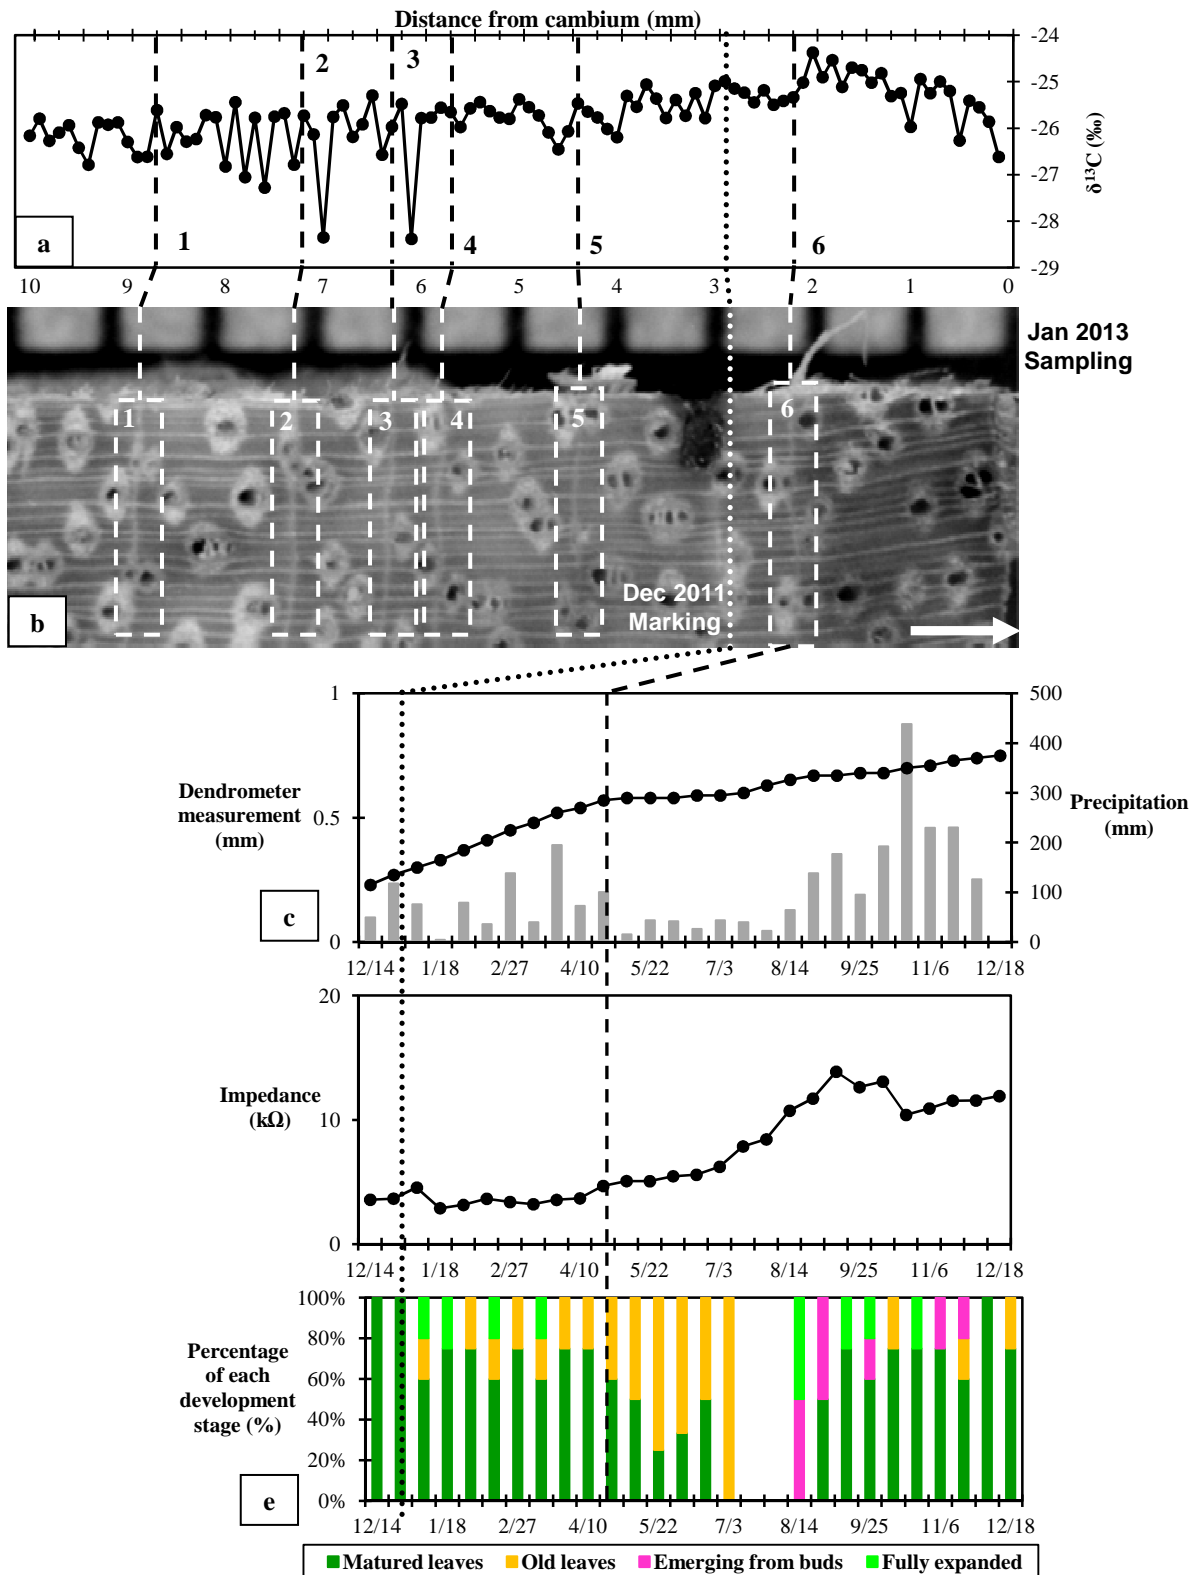 Distance from cambium (mm)
-24
-25
-26
-27
-28
-29
δ¹³C (‰)
1
2
3
4
5
6
a
10 9 8 7 6 5 4 3 2 1 0
Jan 2013
Sampling
1 2 3 4 5 6
Dec 2011
Marking
b
1
0.5
0
Dendrometer
measurement
(mm)
500
400
300
200
100
0
Precipitation
(mm)
c
12/14 1/18 2/27 4/10 5/22 7/3 8/14 9/25 11/6 12/18
20
10
0
Impedance
(kΩ)
12/14 1/18 2/27 4/10 5/22 7/3 8/14 9/25 11/6 12/18
100%
80%
60%
40%
20%
0%
Percentage
of each
development
stage (%)
e
12/14 1/18 2/27 4/10 5/22 7/3 8/14 9/25 11/6 12/18
Matured leaves Old leaves Emerging from buds Fully expanded